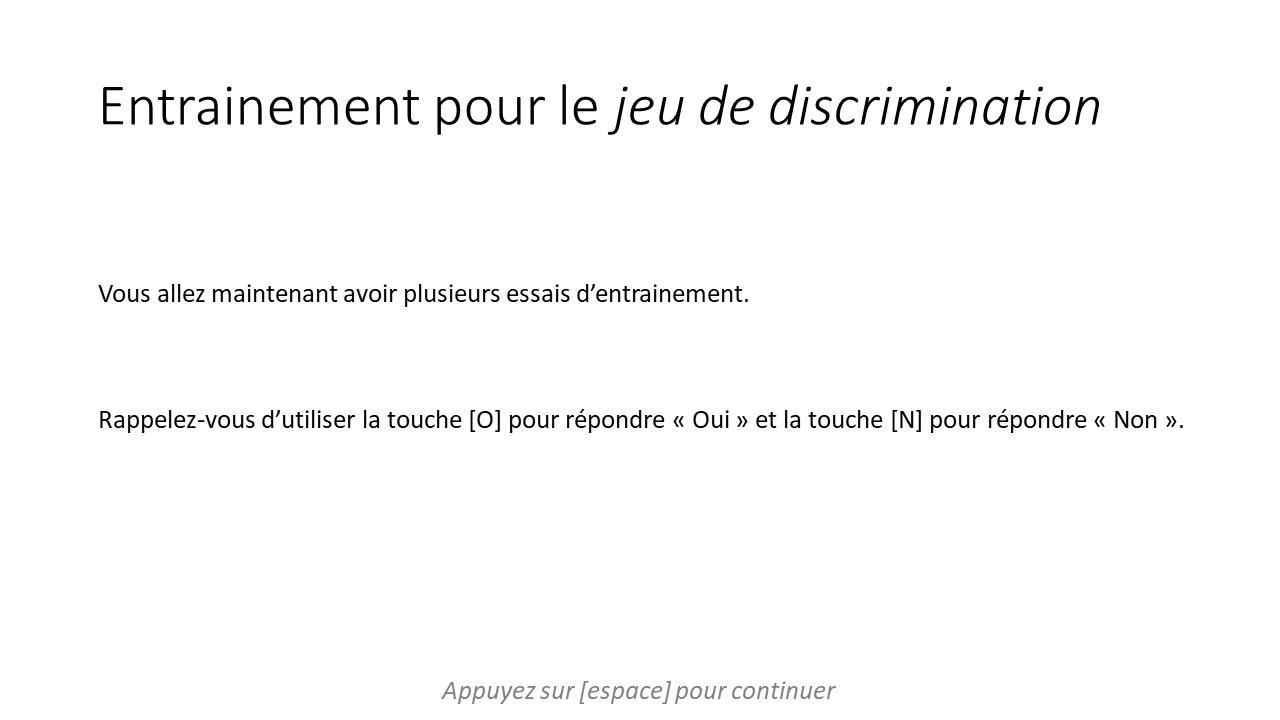 Entrainement pour le jeu de discrimination
Vous allez maintenant avoir plusieurs essais d’entrainement.
Rappelez-vous d’utiliser la touche [O] pour répondre « Oui » et la touche [N] pour répondre « Non ».
Appuyez sur [espace] pour continuer